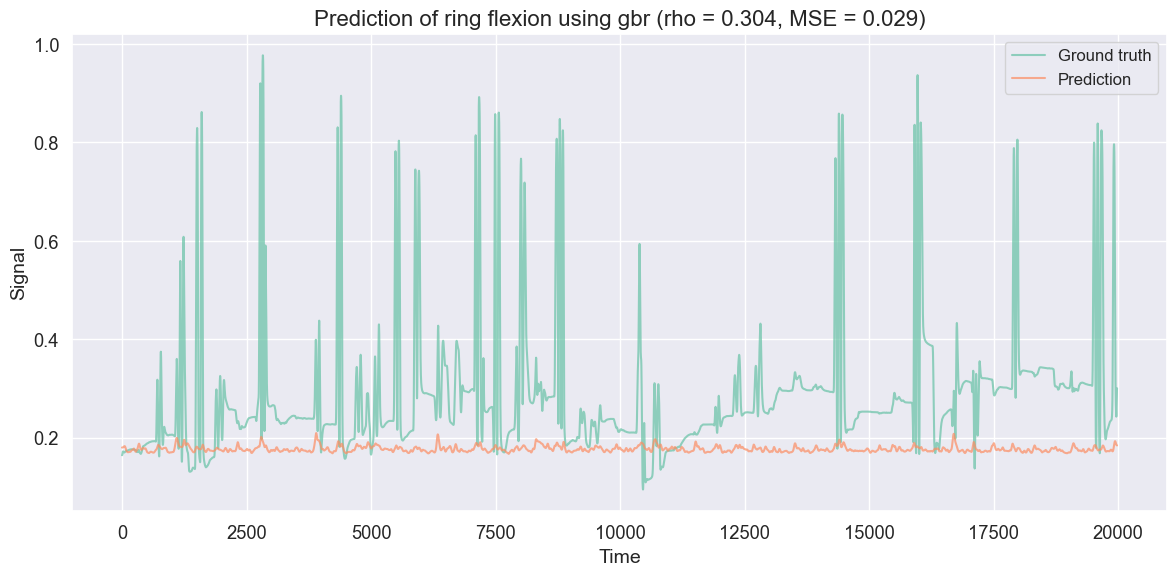 Prediction of ring flexion using gbr (rho = 0.304, MSE = 0.029)
Ground truth
Prediction
1.0
0.8
0.6
0.4
0.2
Signal
0 2500 5000 7500 10000 12500 15000 17500 20000
Time